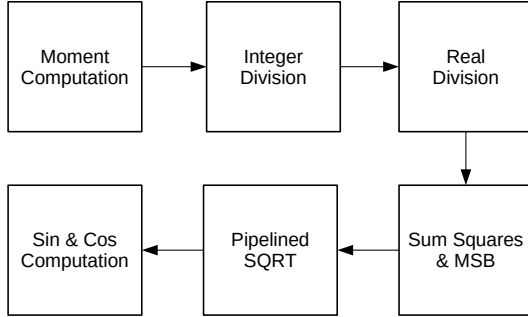 Moment
Computation
Integer
Division
Real
Division
Sin & Cos
Computation
Pipelined
SQRT
Sum Squares
& MSB